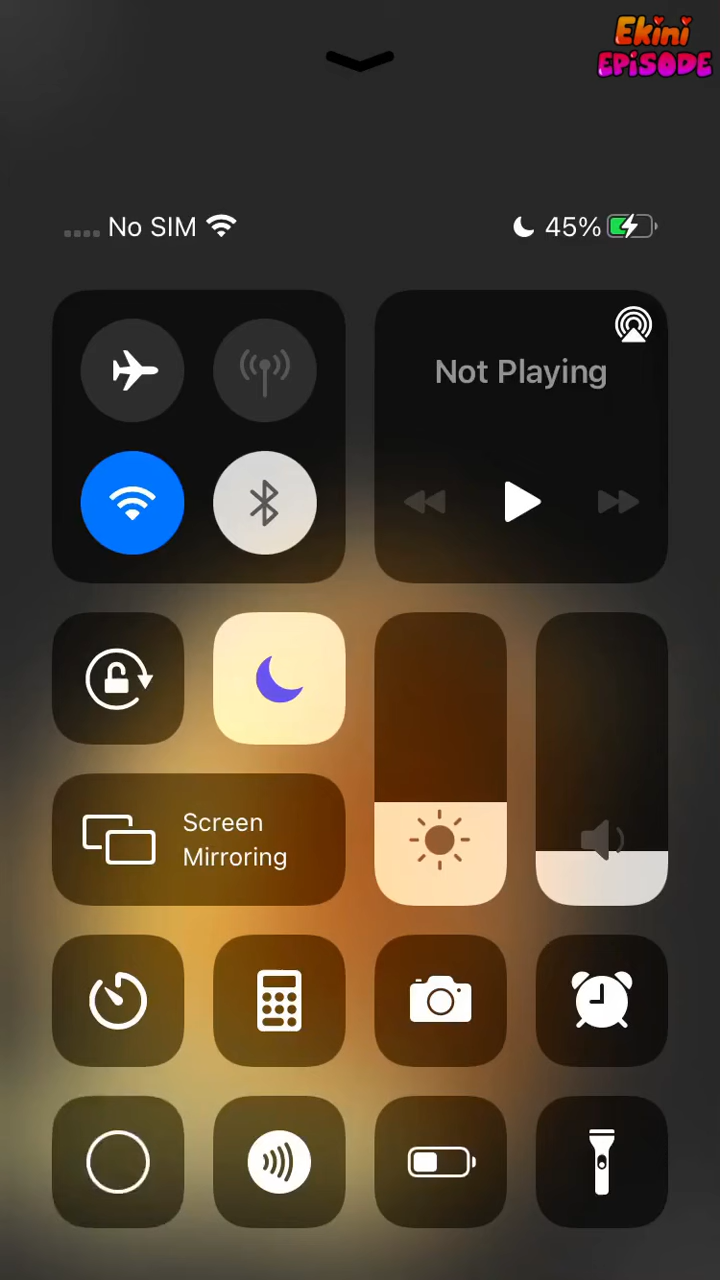 Ekini
EPiSODE
No SIM
45%
Not Playing
Screen
Mirroring